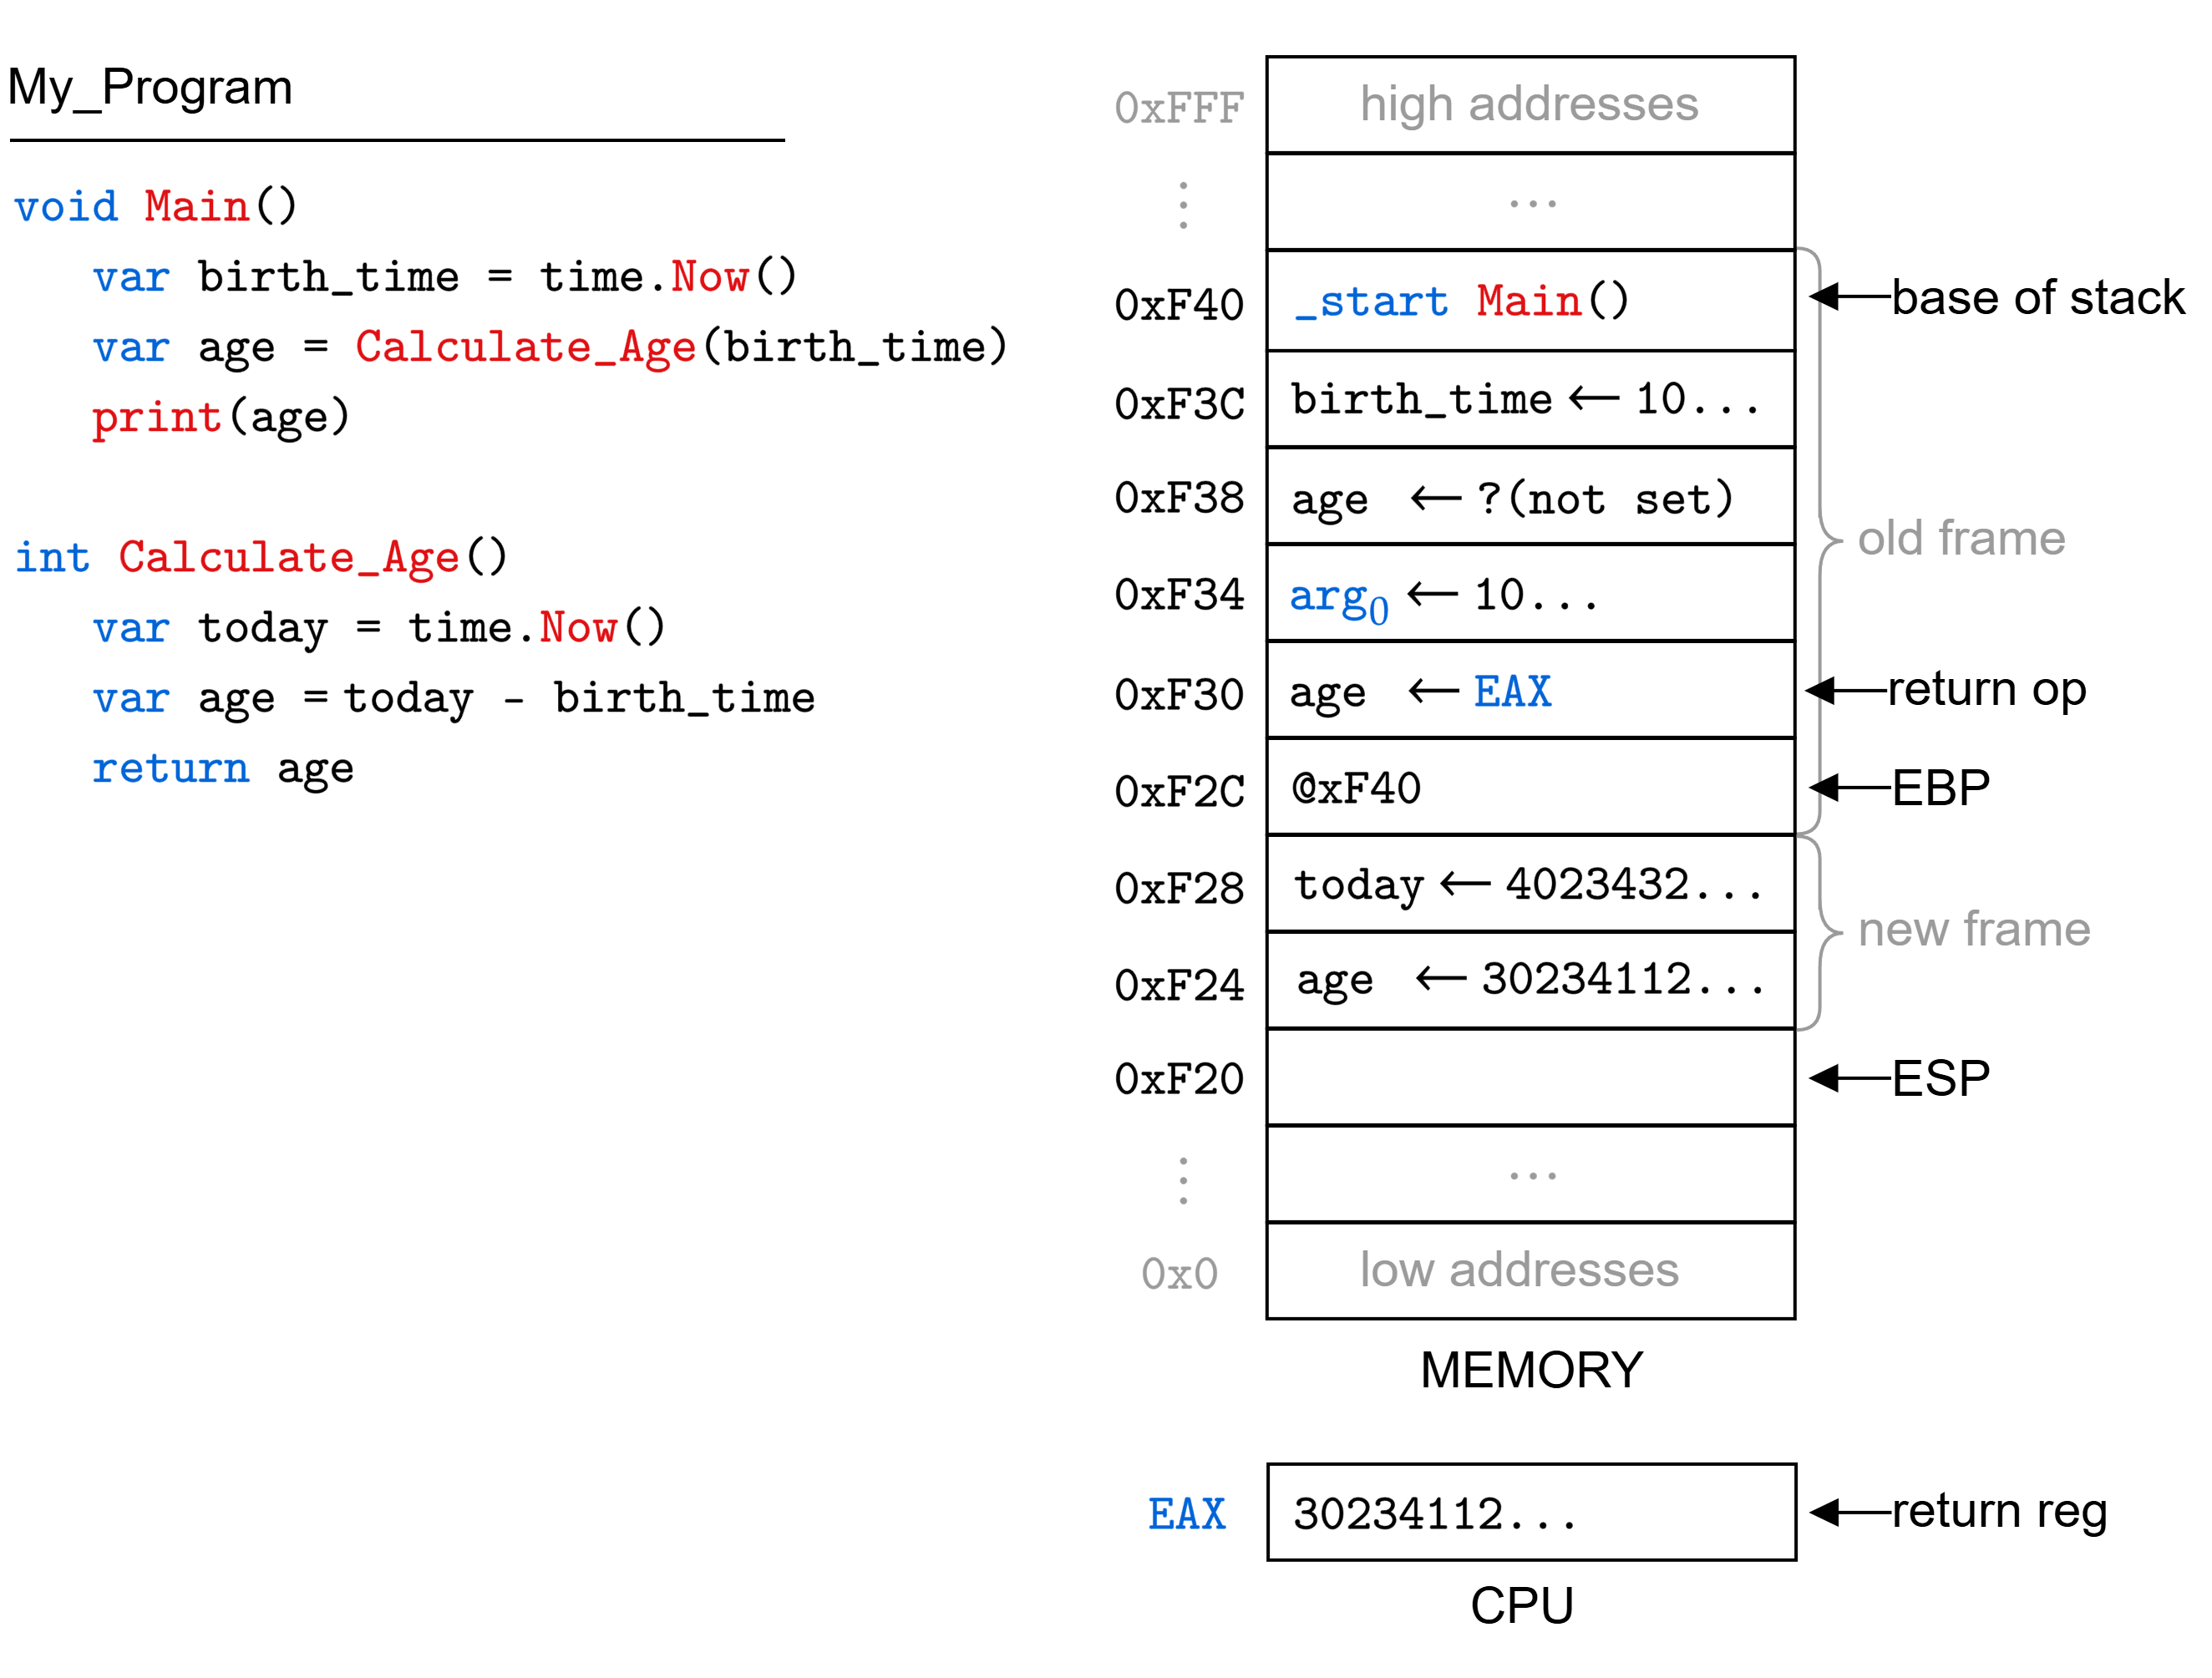 My_Program
void Main()
var birth_time = time.Now()
var age = Calculate_Age(birth_time)
print(age)
int Calculate_Age()
var today = time.Now()
var age = today - birth_time
return age
0xFFF high addresses
⋮ ...
0xF40 _start Main() base of stack
0xF3C birth_time ← 10...
0xF38 age ← ?(not set)
old frame
0xF34 arg₀ ← 10...
0xF30 age ← EAX return op
0xF2C @xF40 EBP
0xF28 today ← 4023432...
new frame
0xF24 age ← 30234112...
0xF20 ESP
⋮ ...
0x0 low addresses
MEMORY
EAX 30234112... return reg
CPU